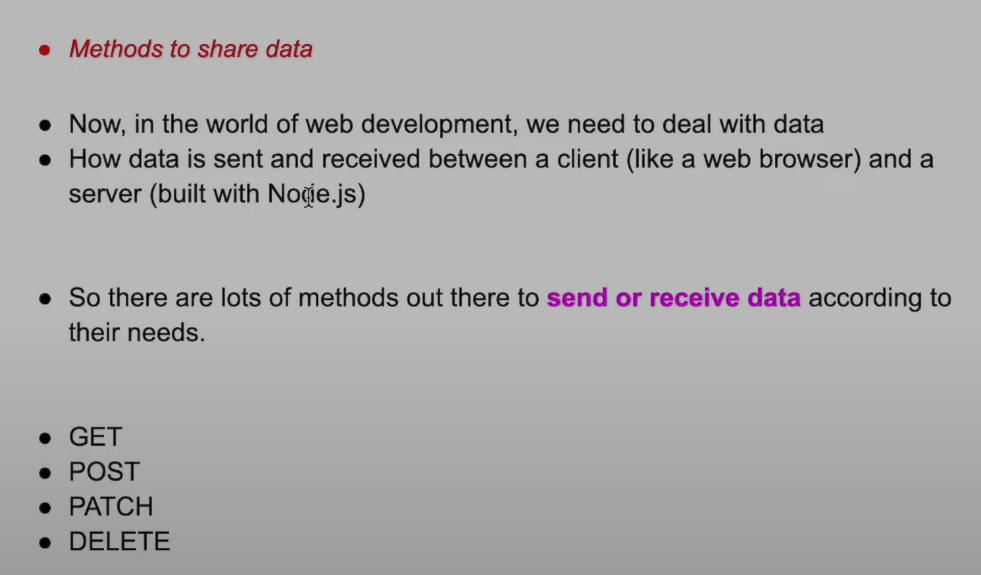 ● Methods to share data
● Now, in the world of web development, we need to deal with data
● How data is sent and received between a client (like a web browser) and a
server (built with Node.js)
● So there are lots of methods out there to send or receive data according to
their needs.
● GET
● POST
● PATCH
● DELETE